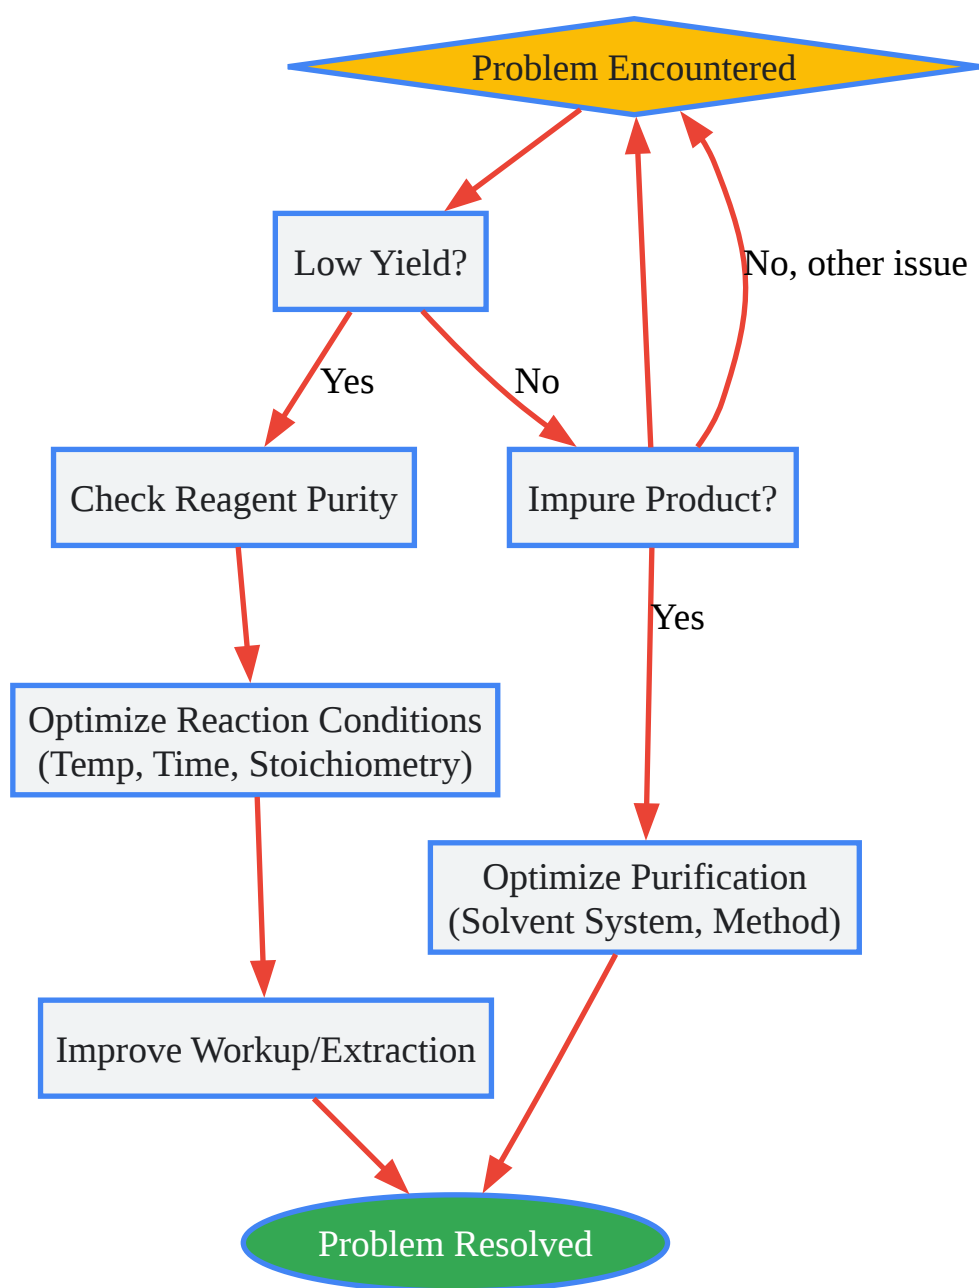 Problem Encountered
Low Yield?
No, other issue
Yes
No
Check Reagent Purity
Impure Product?
Yes
Optimize Reaction Conditions
(Temp, Time, Stoichiometry)
Optimize Purification
(Solvent System, Method)
Improve Workup/Extraction
Problem Resolved